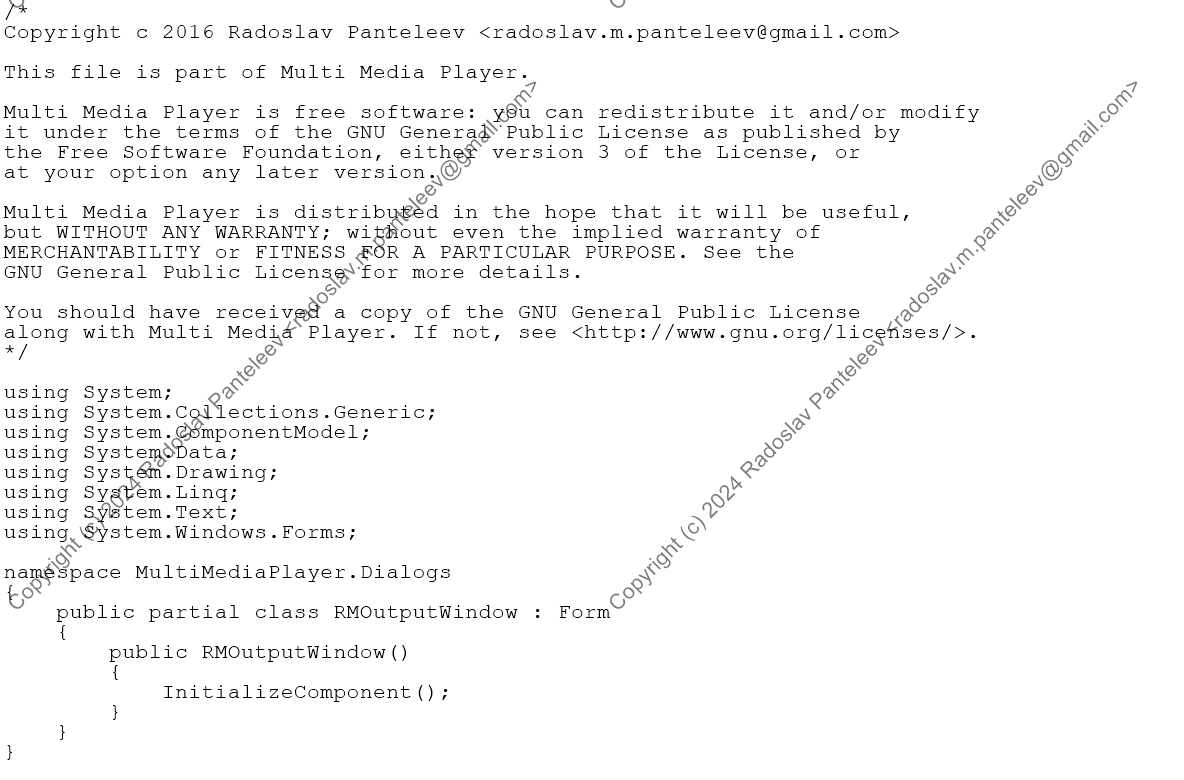 /*
Copyright c 2016 Radoslav Panteleev <radoslav.m.panteleev@gmail.com>

This file is part of Multi Media Player.

Multi Media Player is free software: you can redistribute it and/or modify
it under the terms of the GNU General Public License as published by
the Free Software Foundation, either version 3 of the License, or
at your option any later version.

Multi Media Player is distributed in the hope that it will be useful,
but WITHOUT ANY WARRANTY; without even the implied warranty of
MERCHANTABILITY or FITNESS FOR A PARTICULAR PURPOSE. See the
GNU General Public License for more details.

You should have received a copy of the GNU General Public License
along with Multi Media Player. If not, see <http://www.gnu.org/licenses/>.
*/

using System;
using System.Collections.Generic;
using System.ComponentModel;
using System.Data;
using System.Drawing;
using System.Linq;
using System.Text;
using System.Windows.Forms;

namespace MultiMediaPlayer.Dialogs
{
    public partial class RMOutputWindow : Form
    {
        public RMOutputWindow()
        {
            InitializeComponent();
        }
    }
}
Copyright (c) 2024 Radoslav Panteleev <radoslav.m.panteleev@gmail.com>
Copyright (c) 2024 Radoslav Panteleev <radoslav.m.panteleev@gmail.com>